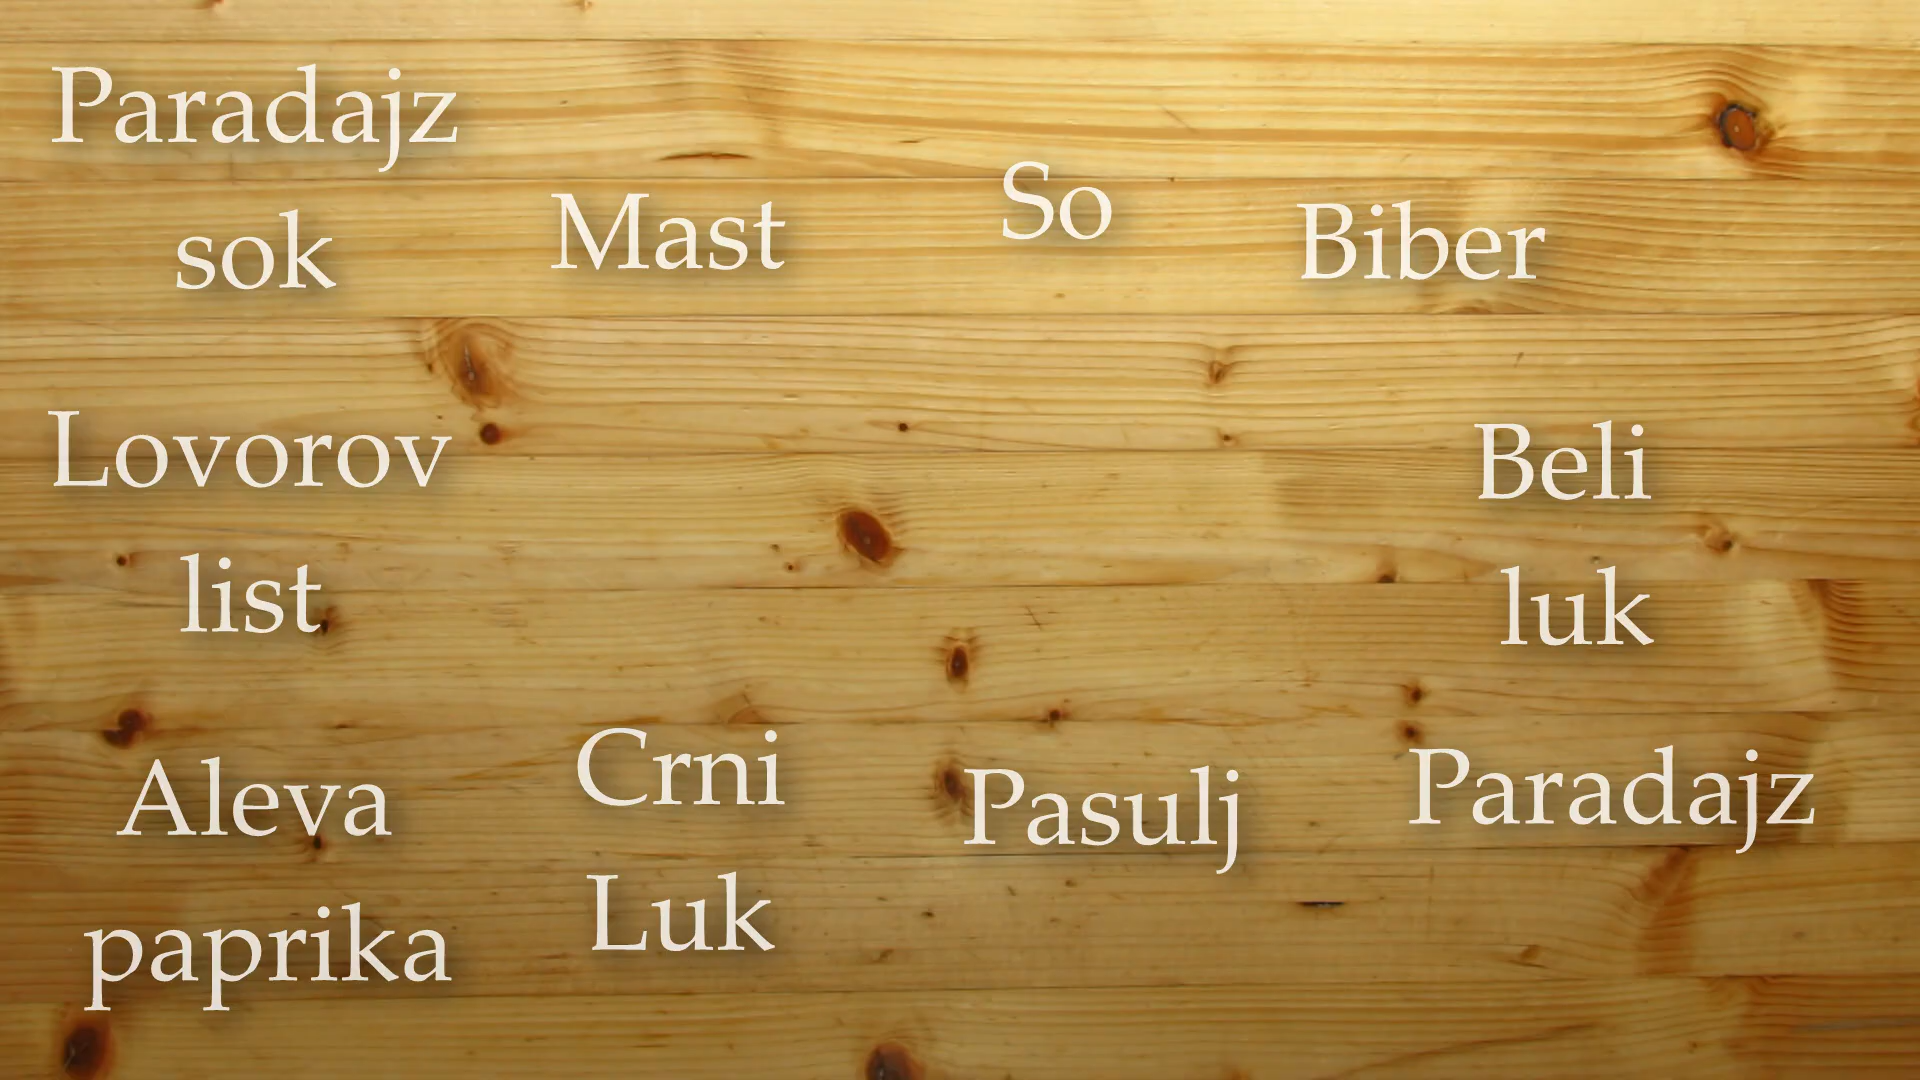 Paradajz
sok
Mast
So
Biber
Lovorov
list
Beli
luk
Aleva
paprika
Crni
Luk
Pasulj
Paradajz